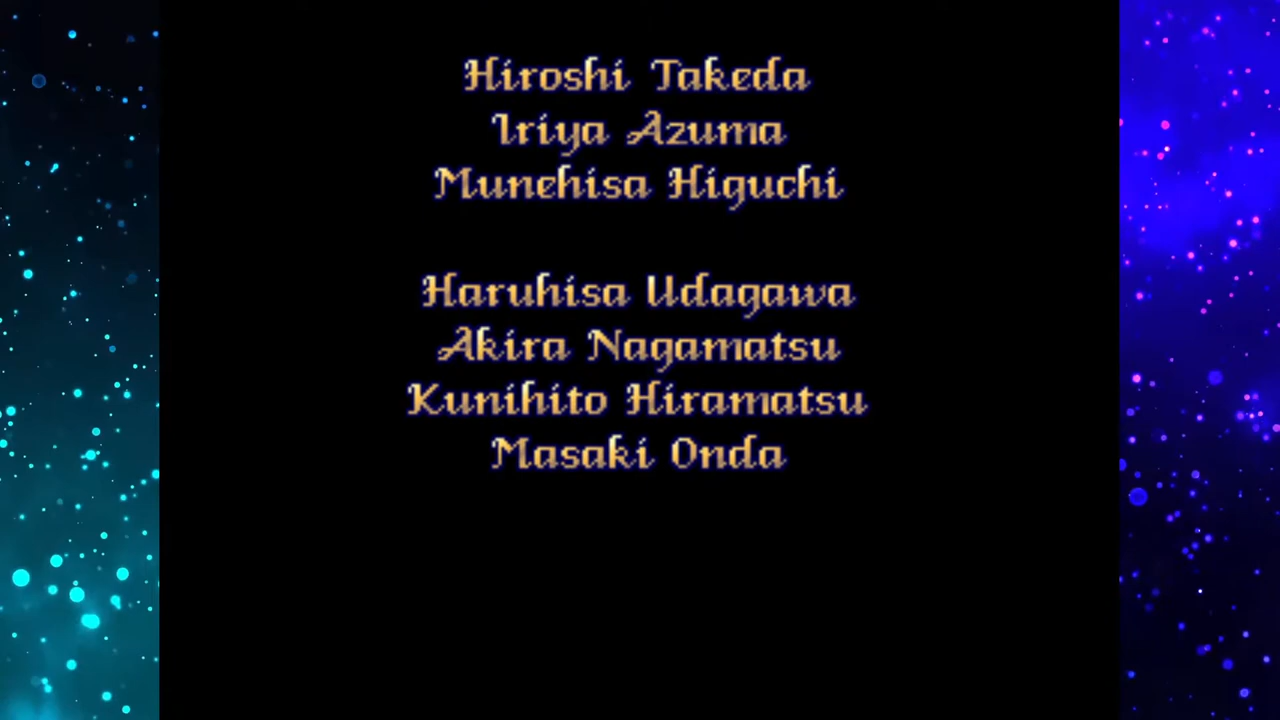 Hiroshi Takeda
Iriya Azuma
Munehisa Higuchi
Haruhisa Udagawa
Akira Nagamatsu
Kunihito Hiramatsu
Masaki Onda